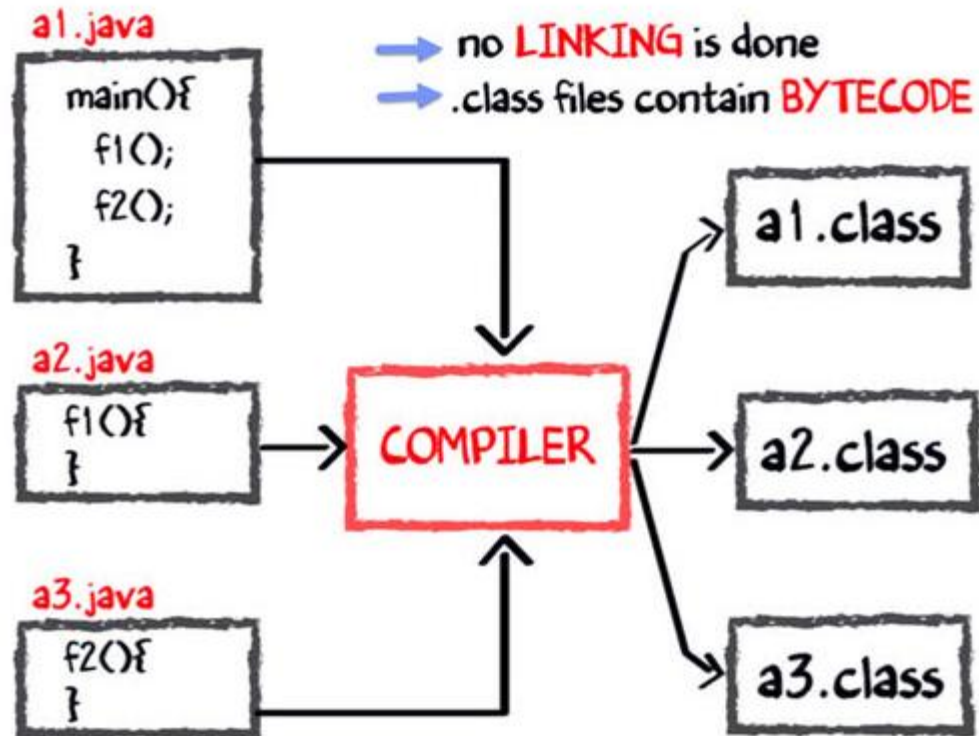 a1.java
main(){
f1();
f2();
}
no LINKING is done
.class files contain BYTECODE
a2.java
f1(){
}
a3.java
f2(){
}
COMPILER
a1.class
a2.class
a3.class